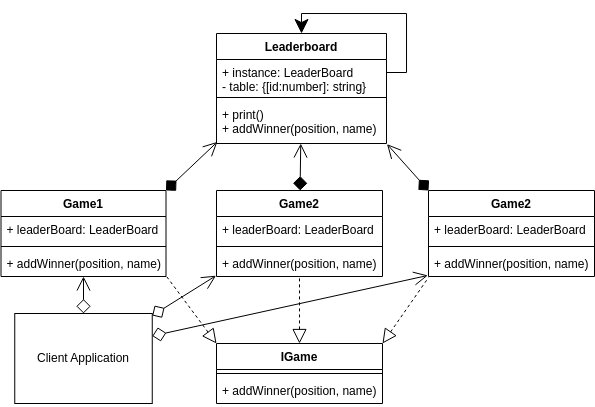 Leaderboard
+ instance: LeaderBoard
- table: {[id:number]: string}
+ print()
+ addWinner(position, name)
Game1
+ leaderBoard: LeaderBoard
+ addWinner(position, name)
Game2
+ leaderBoard: LeaderBoard
+ addWinner(position, name)
Game2
+ leaderBoard: LeaderBoard
+ addWinner(position, name)
Client Application
IGame
+ addWinner(position, name)